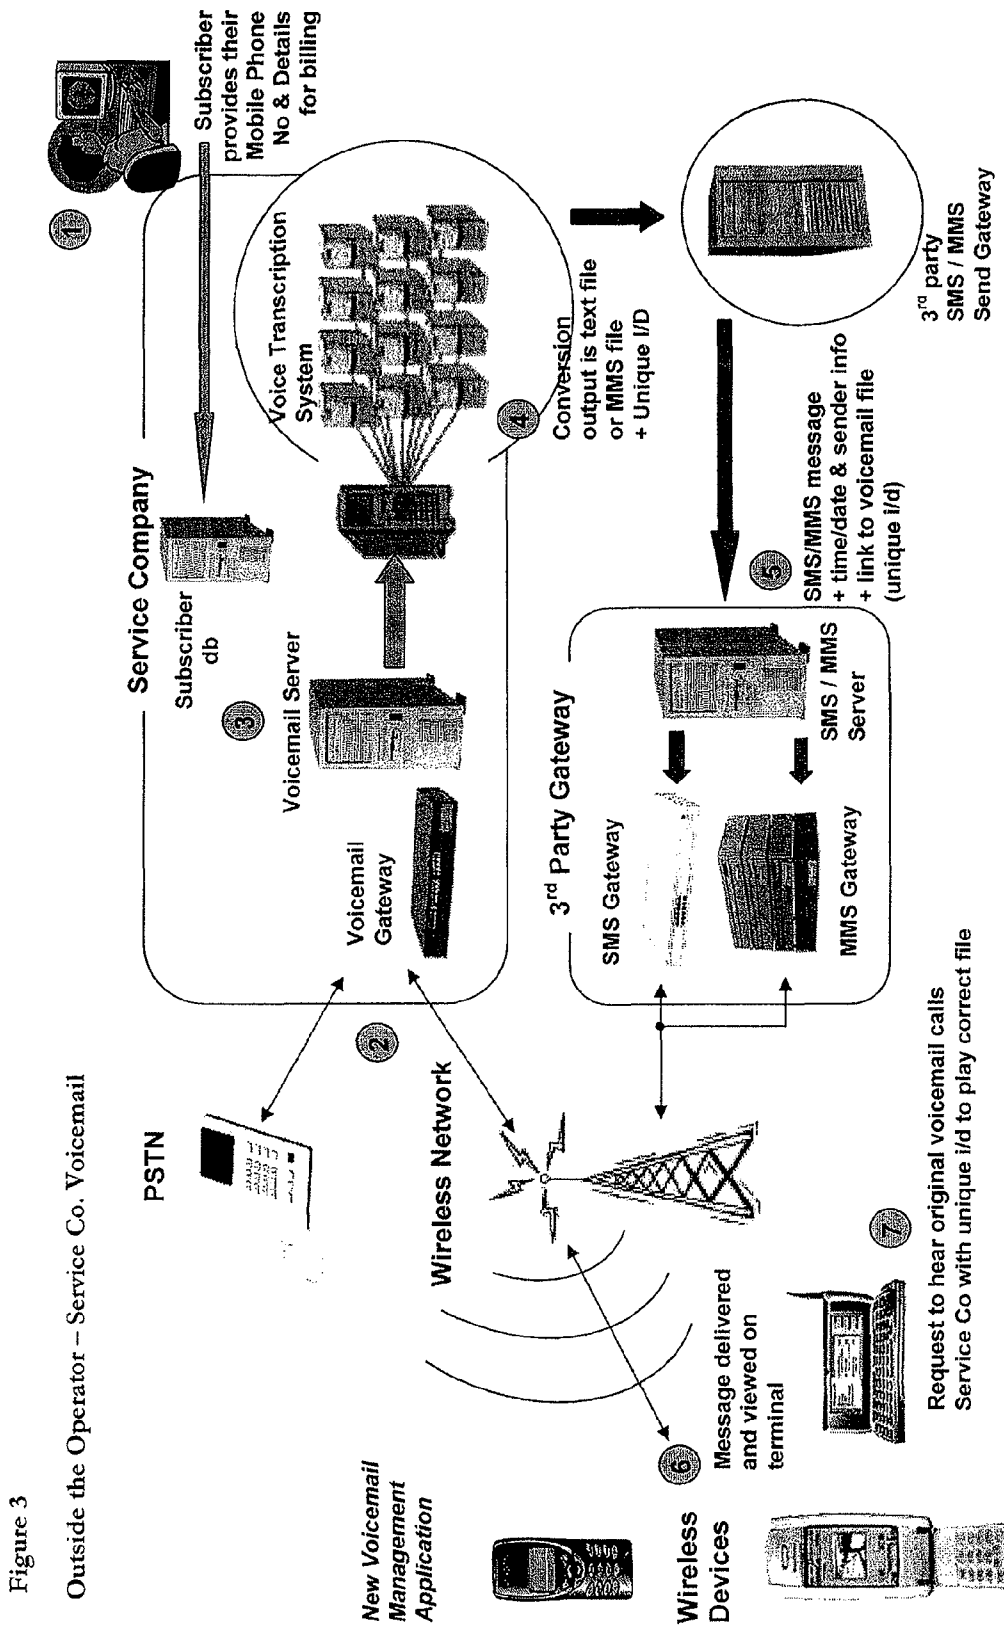 Figure 3
Outside the Operator – Service Co. Voicemail
1
Subscriber
provides their
Mobile Phone
No & Details
for billing
Service Company
Subscriber
db
3
Voicemail Server
Voicemail
Gateway
Voice Transcription
System
4
Conversion
output is text file
or MMS file
+ Unique I/D
PSTN
2
Wireless Network
3rd Party Gateway
SMS Gateway
MMS Gateway
SMS / MMS
Server
5
SMS/MMS message
+ time/date & sender info
+ link to voicemail file
(unique i/d)
3rd party
SMS / MMS
Send Gateway
New Voicemail
Management
Application
Wireless
Devices
6
Message delivered
and viewed on
terminal
7
Request to hear original voicemail calls
Service Co with unique i/d to play correct file